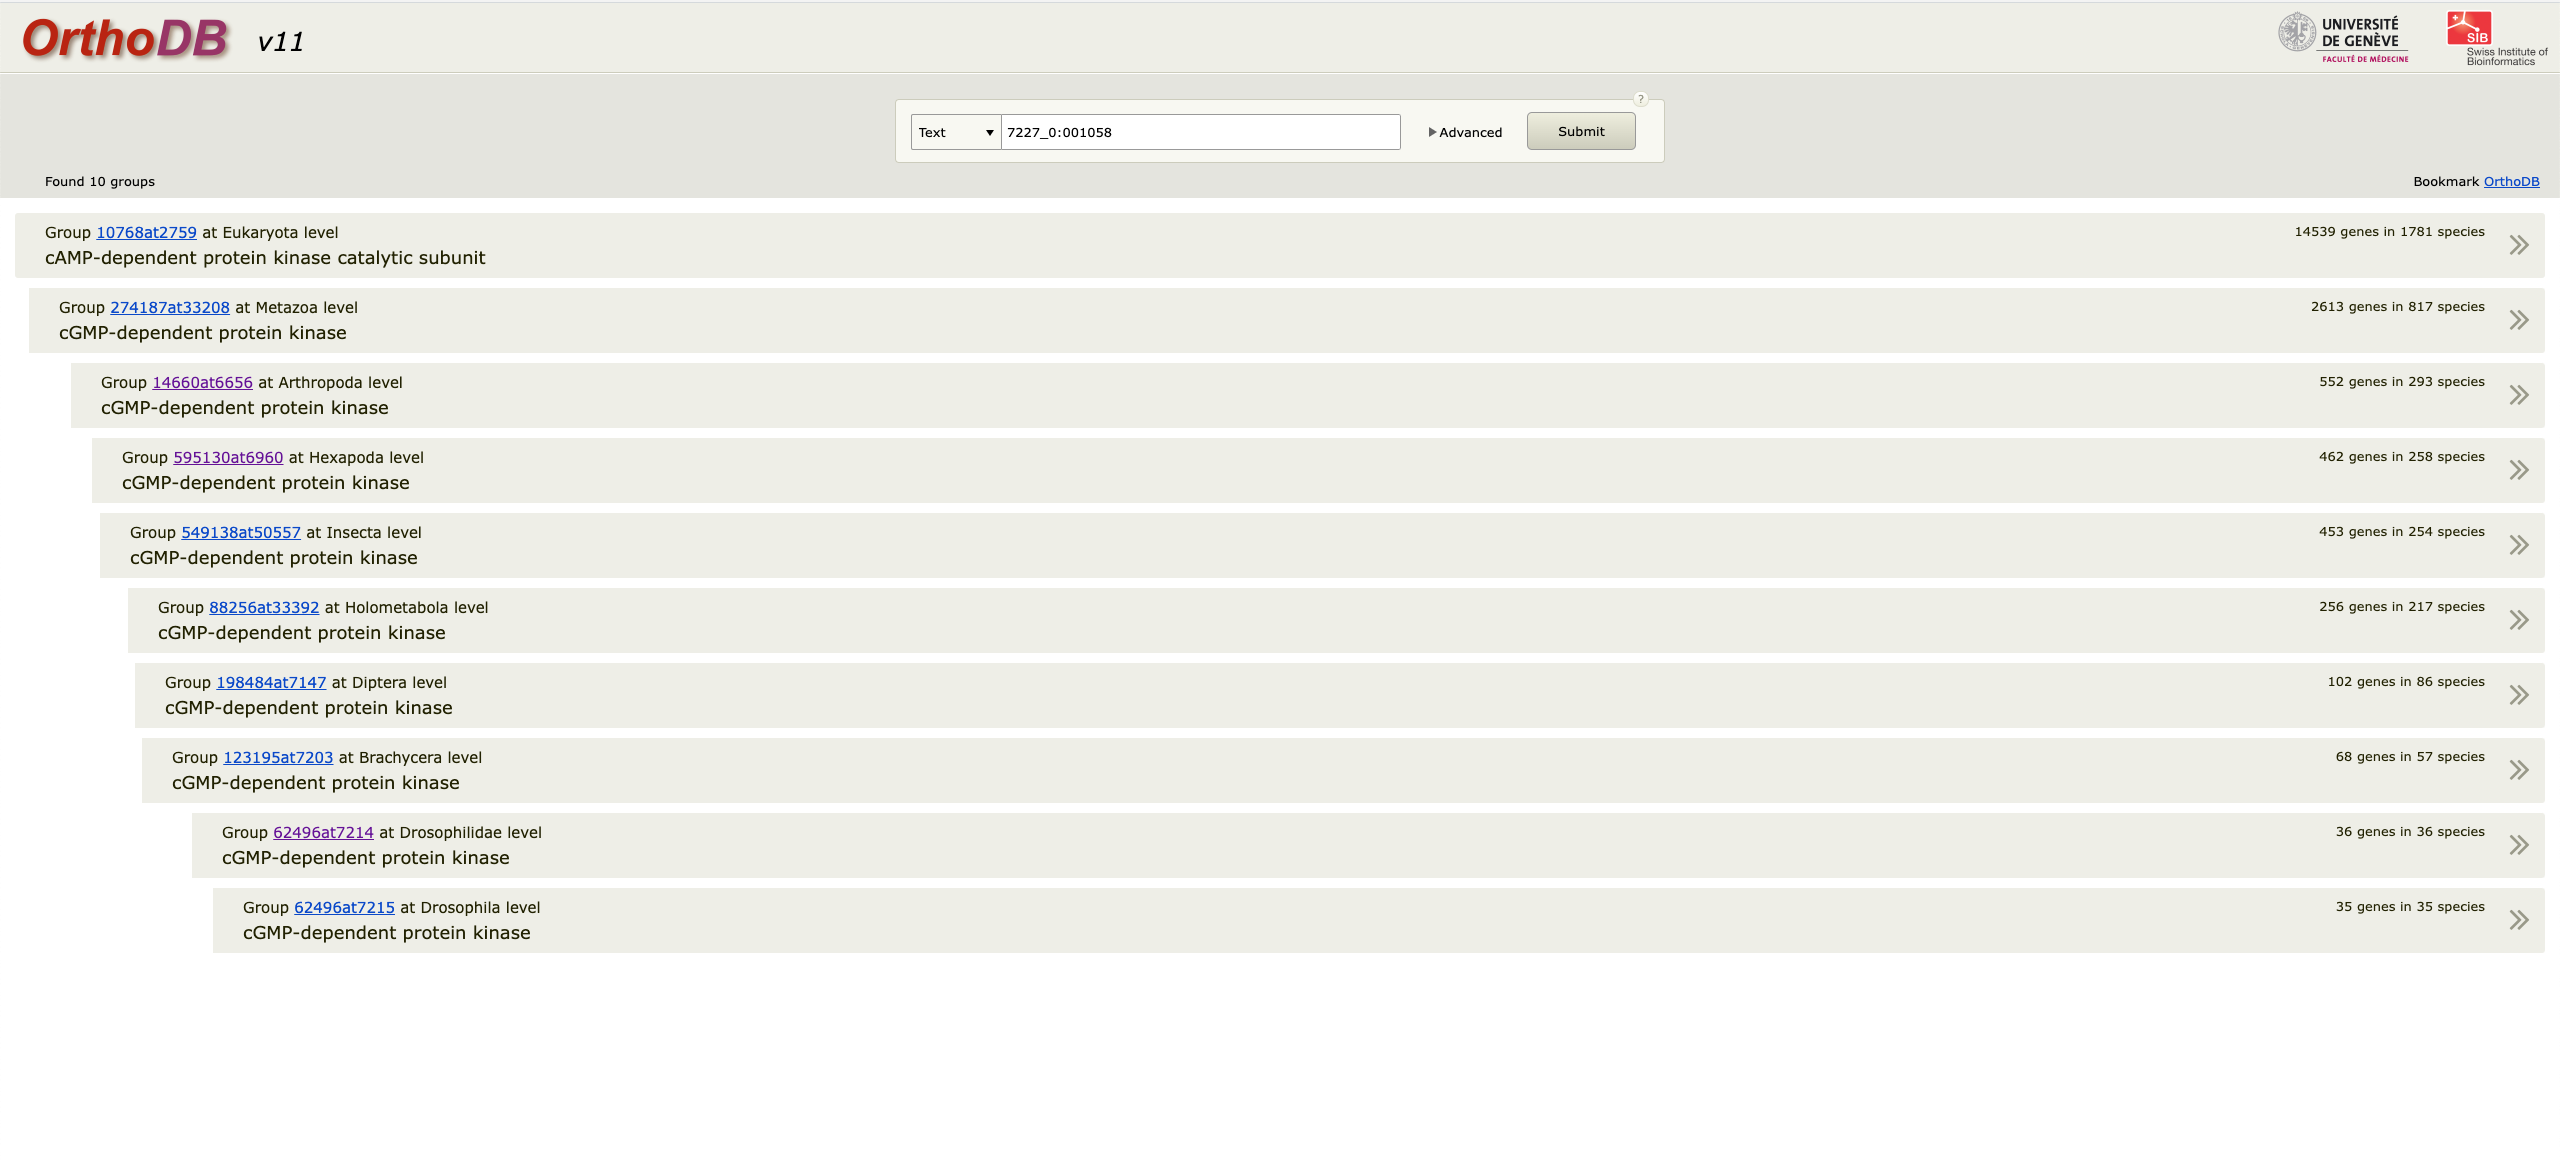 OrthoDB v11
UNIVERSITÉ
DE GENÈVE
FACULTÉ DE MÉDECINE
SIB
Swiss Institute of
Bioinformatics
?
Text 7227_0:001058 Advanced Submit
Found 10 groups Bookmark OrthoDB
Group 10768at2759 at Eukaryota level 14539 genes in 1781 species
cAMP-dependent protein kinase catalytic subunit
Group 274187at33208 at Metazoa level 2613 genes in 817 species
cGMP-dependent protein kinase
Group 14660at6656 at Arthropoda level 552 genes in 293 species
cGMP-dependent protein kinase
Group 595130at6960 at Hexapoda level 462 genes in 258 species
cGMP-dependent protein kinase
Group 549138at50557 at Insecta level 453 genes in 254 species
cGMP-dependent protein kinase
Group 88256at33392 at Holometabola level 256 genes in 217 species
cGMP-dependent protein kinase
Group 198484at7147 at Diptera level 102 genes in 86 species
cGMP-dependent protein kinase
Group 123195at7203 at Brachycera level 68 genes in 57 species
cGMP-dependent protein kinase
Group 62496at7214 at Drosophilidae level 36 genes in 36 species
cGMP-dependent protein kinase
Group 62496at7215 at Drosophila level 35 genes in 35 species
cGMP-dependent protein kinase